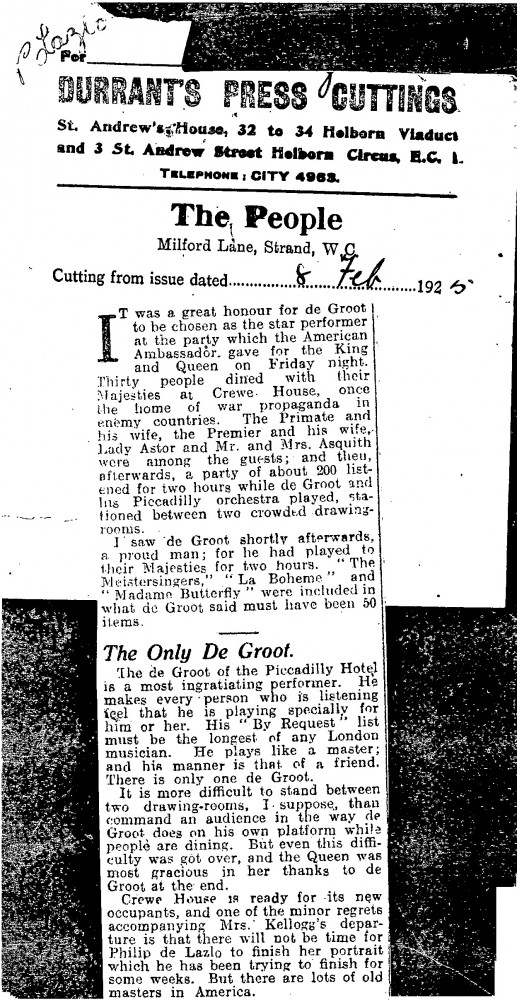 P Lazlo
Per
DURRANT'S PRESS CUTTINGS
St. Andrew's House, 32 to 34 Holborn Viaduct
and 3 St. Andrew Street Holborn Circus, E.C. 1.
TELEPHONE : CITY 4963.
The People
Milford Lane, Strand, W.C.
Cutting from issue dated 8 Feb 1925
IT was a great honour for de Groot
to be chosen as the star performer
at the party which the American
Ambassador. gave for the King
and Queen on Friday night.
Thirty people dined with their
Majesties at Crewe House, once
the home of war propaganda in
enemy countries. The Primate and
his wife, the Premier and his wife,
Lady Astor and Mr. and Mrs. Asquith
were among the guests; and then,
afterwards, a party of about 200 list-
ened for two hours while de Groot and
his Piccadilly orchestra played, sta-
tioned between two crowded drawing-
rooms.
I saw de Groot shortly afterwards,
a proud man; for he had played to
their Majesties for two hours. "The
Meistersingers," "La Boheme" and
"Madame Butterfly" were included in
what de Groot said must have been 50
items.
The Only De Groot.
The de Groot of the Piccadilly Hotel
is a most ingratiating performer. He
makes every person who is listening
feel that he is playing specially for
him or her. His "By Request" list
must be the longest of any London
musician. He plays like a master;
and his manner is that of a friend.
There is only one de Groot.
It is more difficult to stand between
two drawing-rooms, I suppose, than
command an audience in the way de
Groot does on his own platform while
people are dining. But even this diffi-
culty was got over, and the Queen was
most gracious in her thanks to de
Groot at the end.
Crewe House is ready for its new
occupants, and one of the minor regrets
accompanying Mrs. Kellogg's depar-
ture is that there will not be time for
Philip de Lazlo to finish her portrait
which he has been trying to finish for
some weeks. But there are lots of old
masters in America.